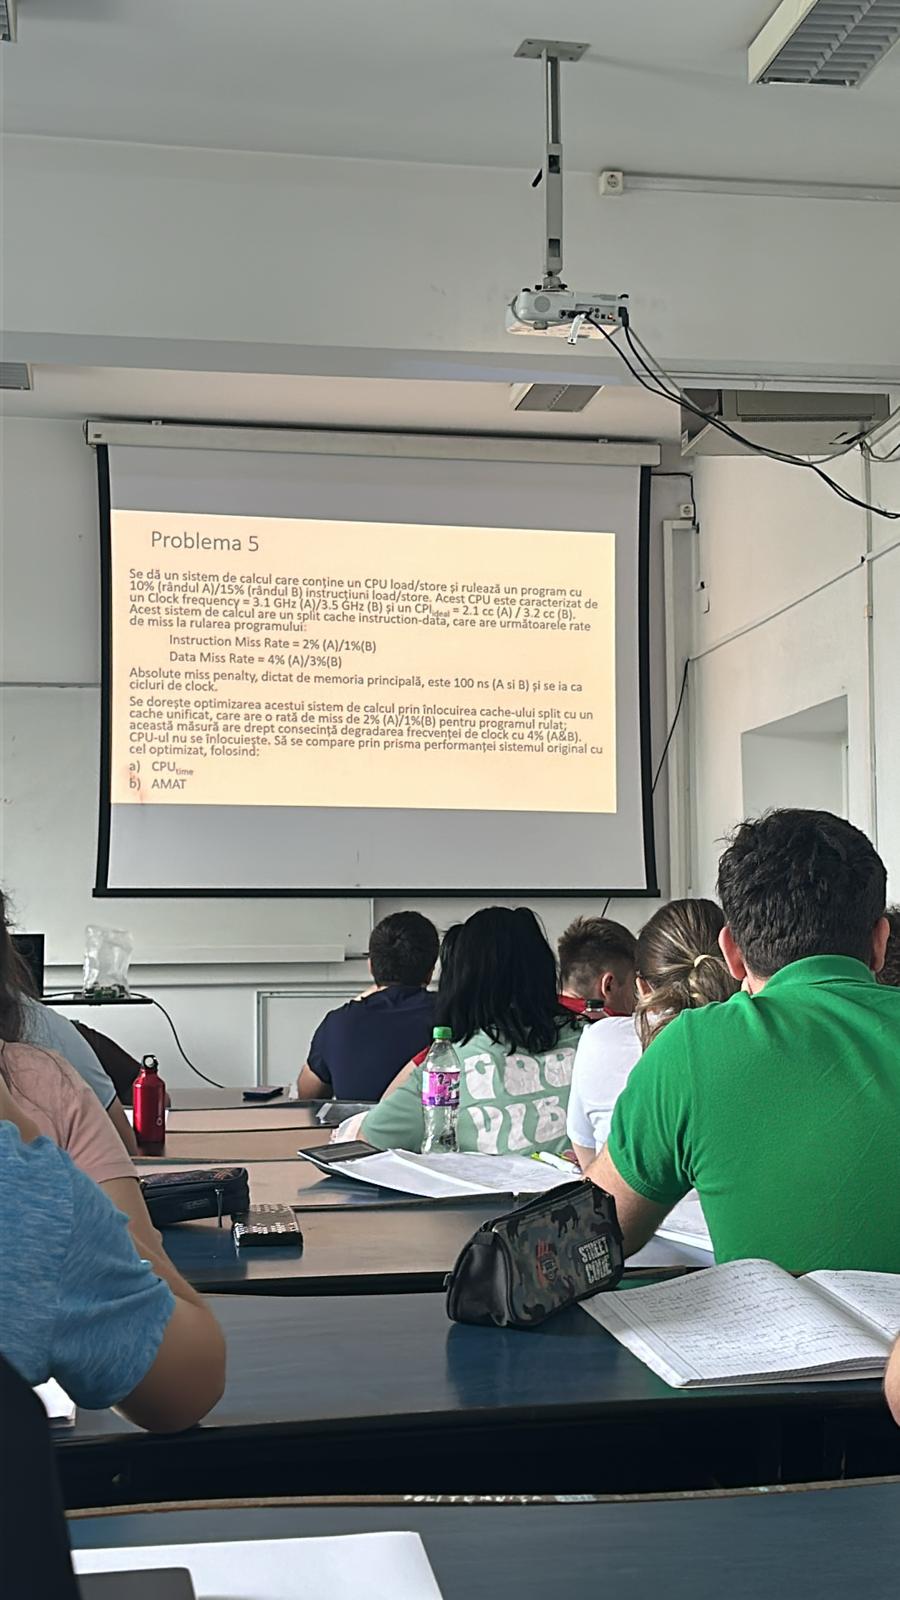 Problema 5
Se dă un sistem de calcul care conține un CPU load/store și rulează un program cu
10% (rândul A)/15% (rândul B) instrucțiuni load/store. Acest CPU este caracterizat de
un Clock frequency = 3.1 GHz (A)/3.5 GHz (B) și un CPIideal = 2.1 cc (A) / 3.2 cc (B).
Acest sistem de calcul are un split cache instruction-data, care are următoarele rate
de miss la rularea programului:
Instruction Miss Rate = 2% (A)/1%(B)
Data Miss Rate = 4% (A)/3%(B)
Absolute miss penalty, dictat de memoria principală, este 100 ns (A si B) și se ia ca
cicluri de clock.
Se dorește optimizarea acestui sistem de calcul prin înlocuirea cache-ului split cu un
cache unificat, care are o rată de miss de 2% (A)/1%(B) pentru programul rulat;
această măsură are drept consecință degradarea frecvenței de clock cu 4% (A&B).
CPU-ul nu se înlocuiește. Să se compare prin prisma performanței sistemul original cu
cel optimizat, folosind:
a) CPUtime
b) AMAT
STREET
CODE